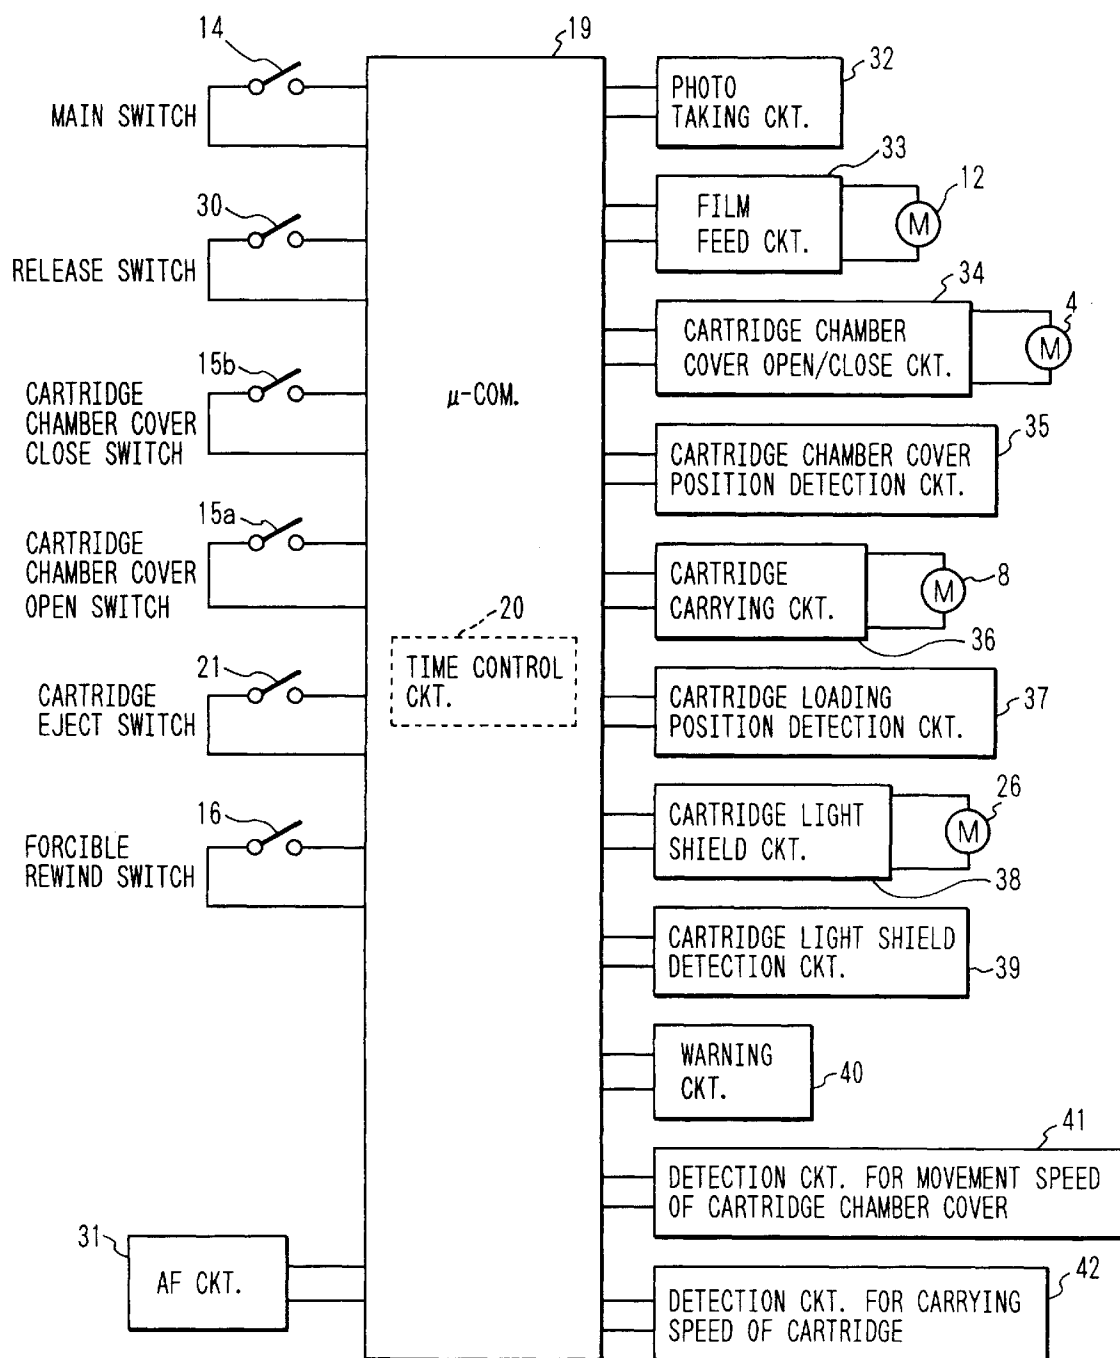 14
MAIN SWITCH
30
RELEASE SWITCH
15b
CARTRIDGE
CHAMBER COVER
CLOSE SWITCH
15a
CARTRIDGE
CHAMBER COVER
OPEN SWITCH
21
CARTRIDGE
EJECT SWITCH
16
FORCIBLE
REWIND SWITCH
31
AF CKT.
19
μ-COM.
20
TIME CONTROL
CKT.
32
PHOTO
TAKING CKT.
33
FILM
FEED CKT.
12
M
34
CARTRIDGE CHAMBER
COVER OPEN/CLOSE CKT.
4
M
35
CARTRIDGE CHAMBER COVER
POSITION DETECTION CKT.
CARTRIDGE
CARRYING CKT.
8
M
36
CARTRIDGE LOADING
POSITION DETECTION CKT.
37
CARTRIDGE LIGHT
SHIELD CKT.
26
M
38
CARTRIDGE LIGHT SHIELD
DETECTION CKT.
39
WARNING
CKT.
40
41
DETECTION CKT. FOR MOVEMENT SPEED
OF CARTRIDGE CHAMBER COVER
42
DETECTION CKT. FOR CARRYING
SPEED OF CARTRIDGE